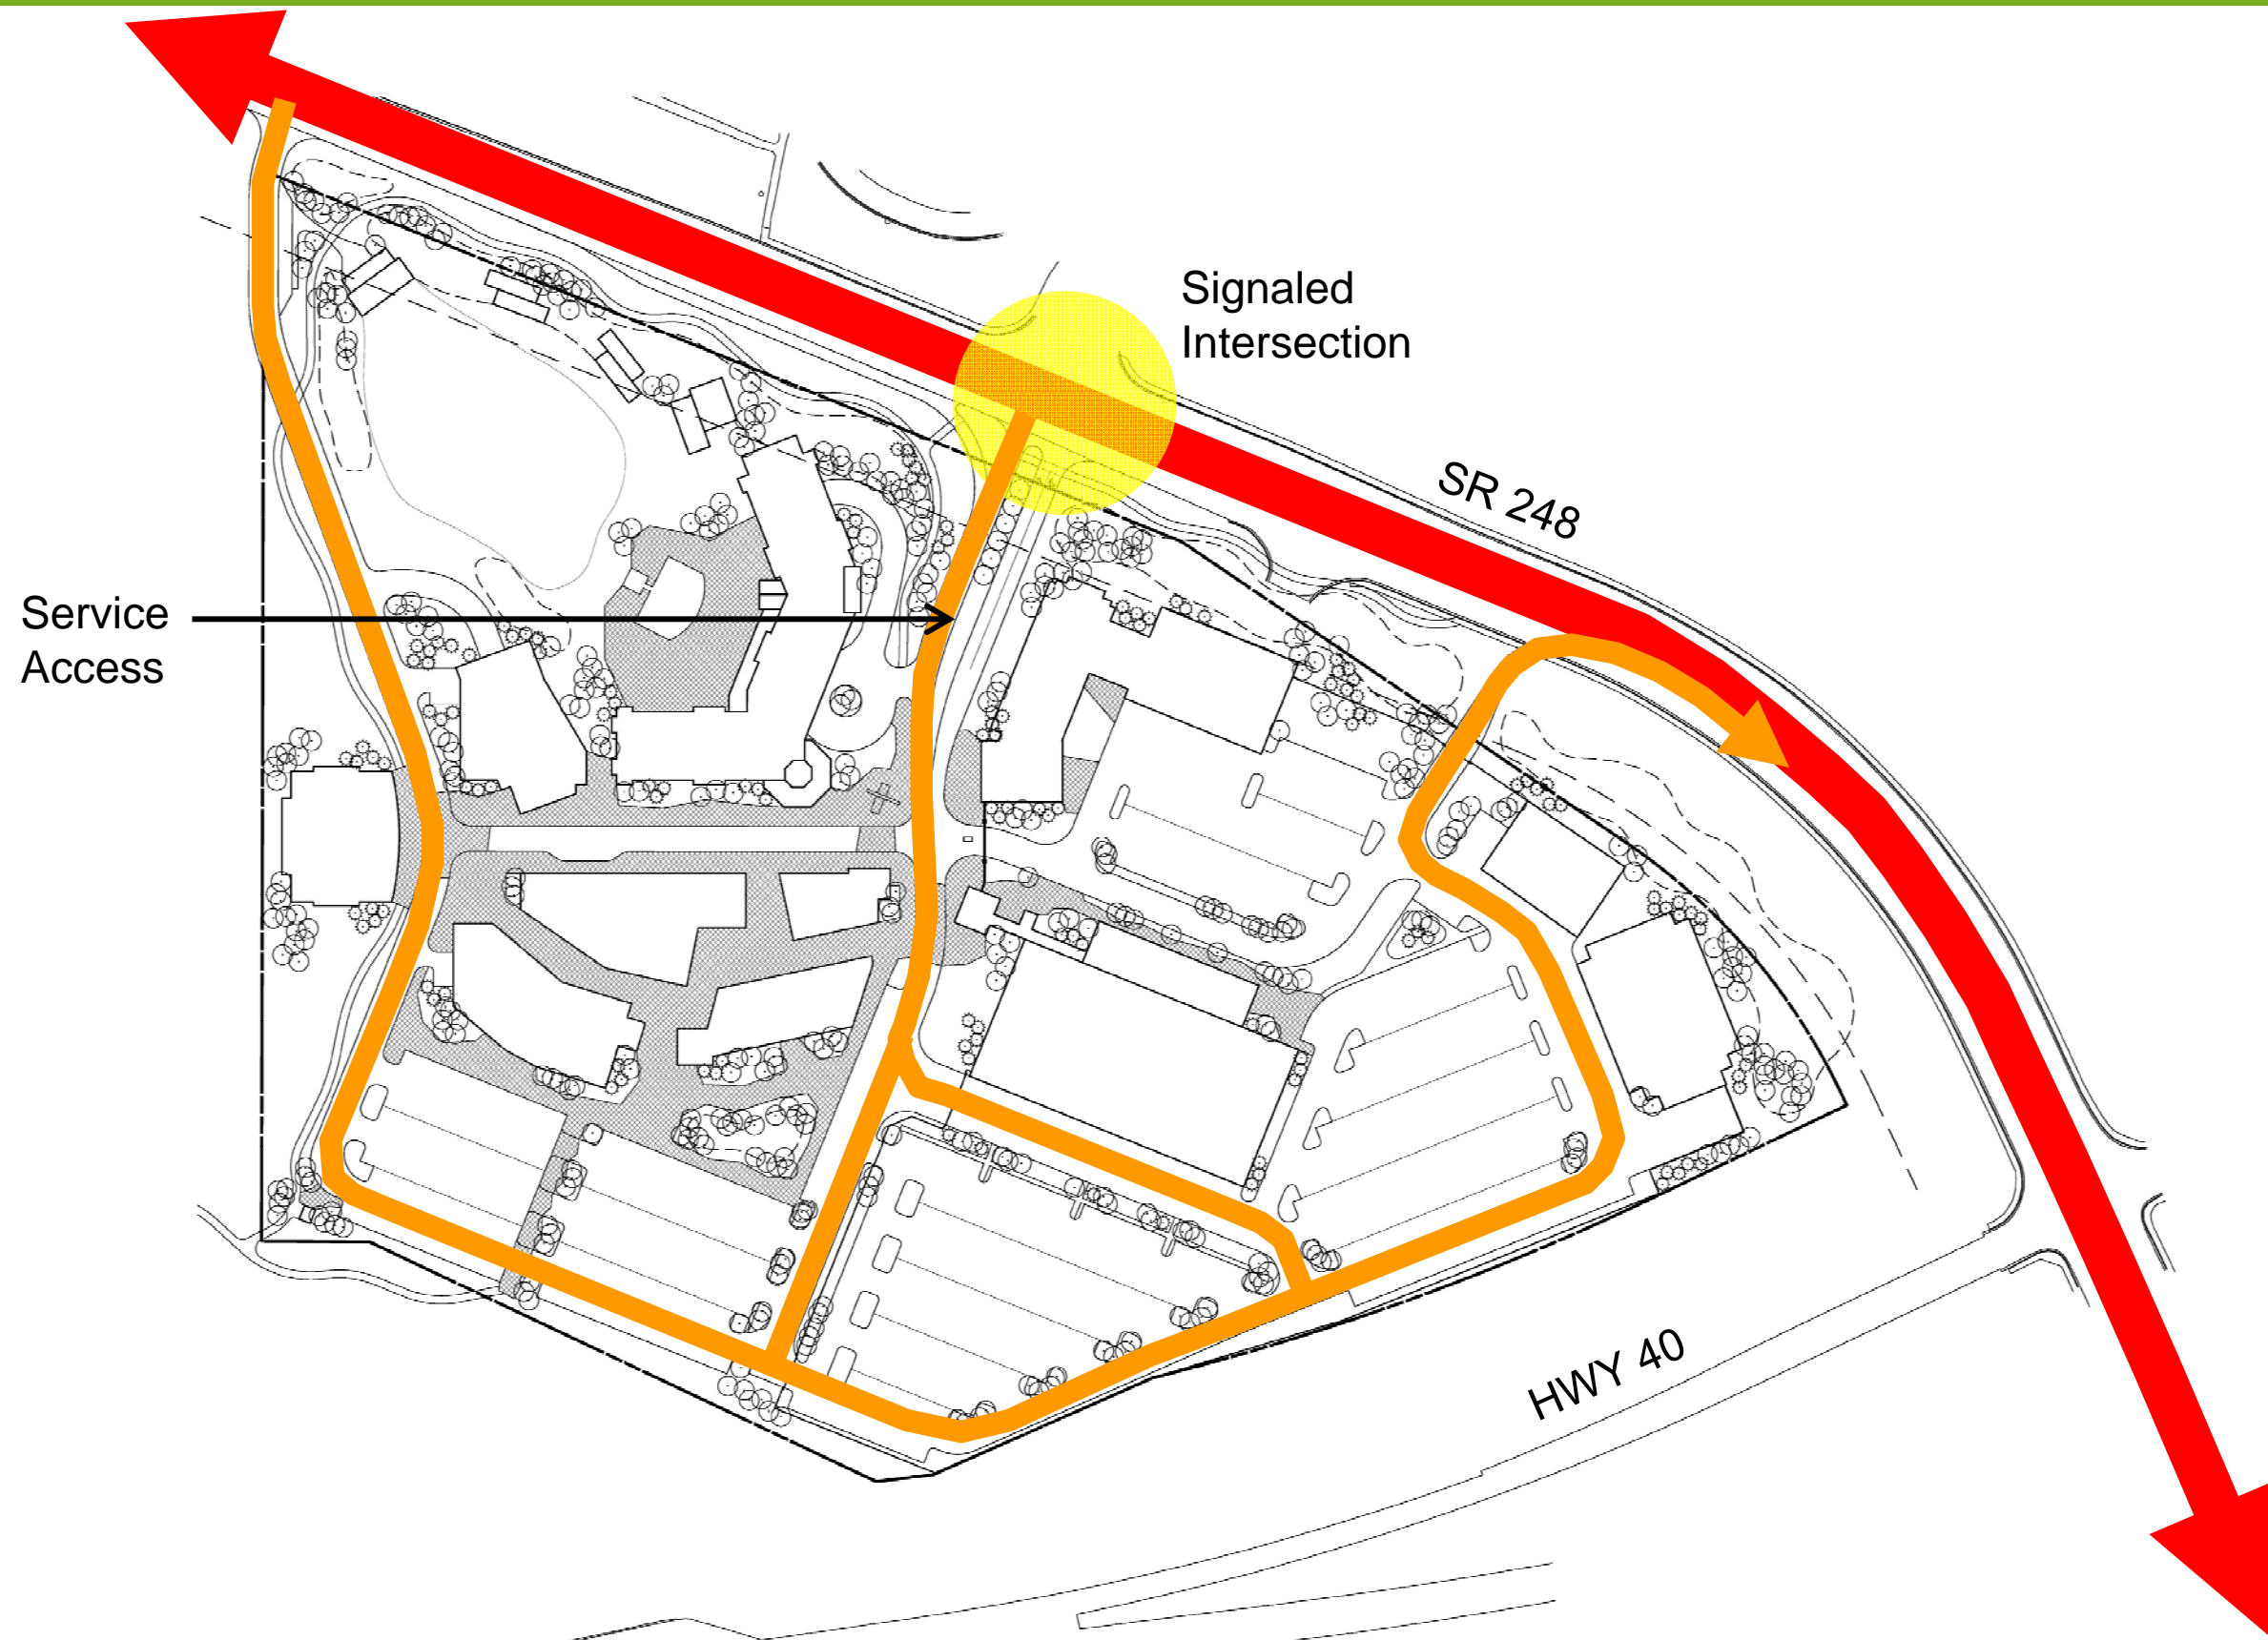 Signaled
Intersection
SR 248
Service
Access
HWY 40